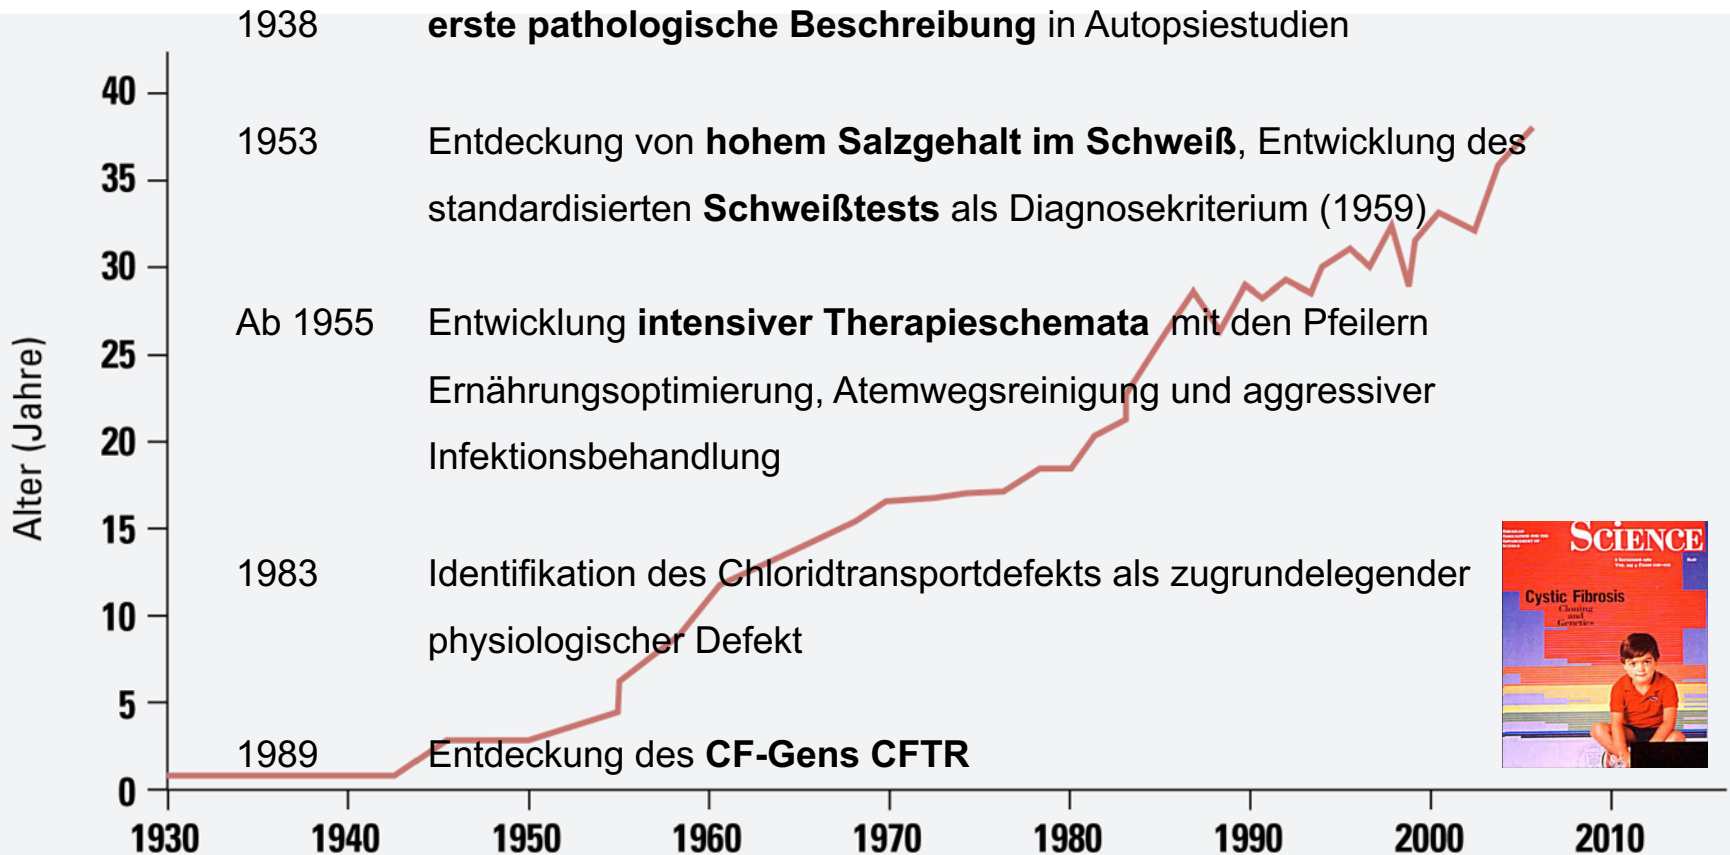 1938 erste pathologische Beschreibung in Autopsiestudien
1953 Entdeckung von hohem Salzgehalt im Schweiß, Entwicklung des
standardisierten Schweißtests als Diagnosekriterium (1959)
Ab 1955 Entwicklung intensiver Therapieschemata mit den Pfeilern
Ernährungsoptimierung, Atemwegsreinigung und aggressiver
Infektionsbehandlung
1983 Identifikation des Chloridtransportdefekts als zugrundelegender
physiologischer Defekt
1989 Entdeckung des CF-Gens CFTR
Alter (Jahre)
40
35
30
25
20
15
10
5
0
1930 1940 1950 1960 1970 1980 1990 2000 2010
SCIENCE
Cystic Fibrosis
Cloning
and
Genetics